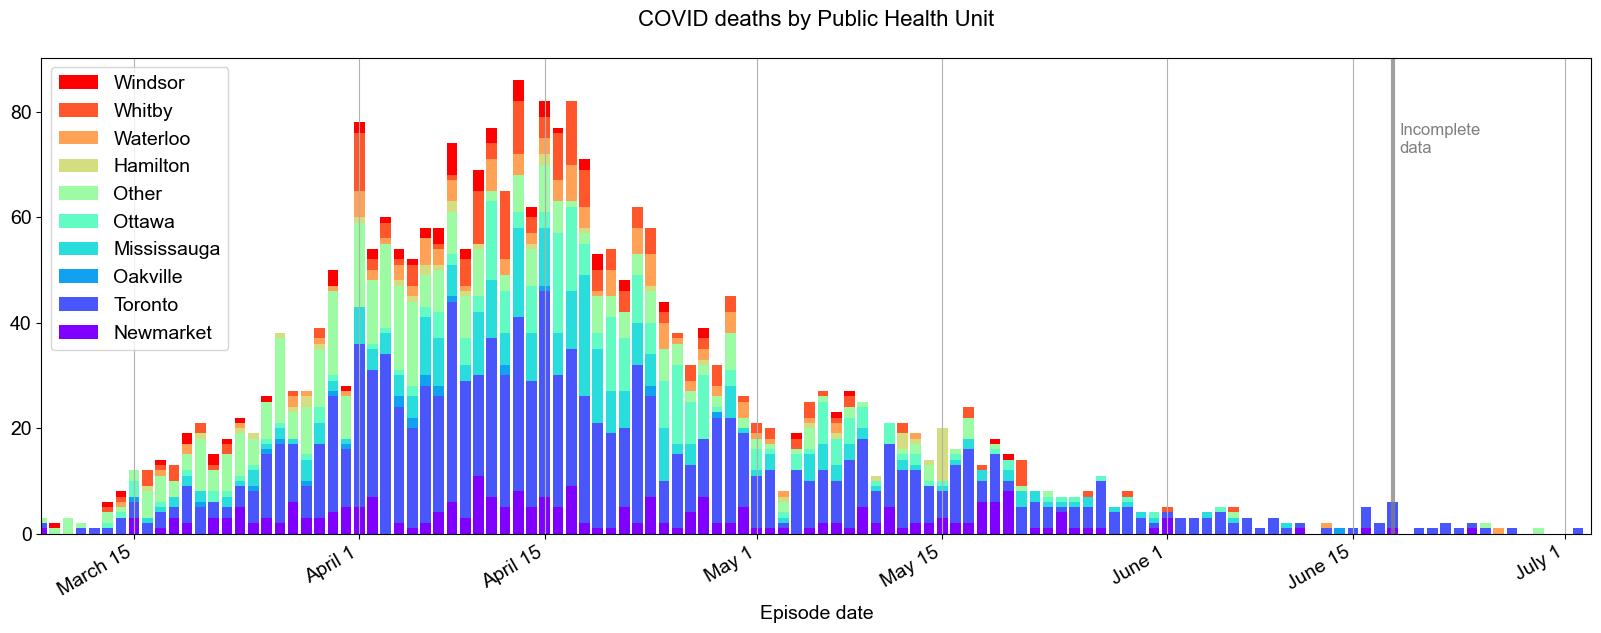 COVID deaths by Public Health Unit
Windsor
Whitby
Waterloo
Hamilton
Other
Ottawa
Mississauga
Oakville
Toronto
Newmarket
Incomplete
data
80
60
40
20
0
March 15
April 1
April 15
May 1
May 15
June 1
June 15
July 1
Episode date